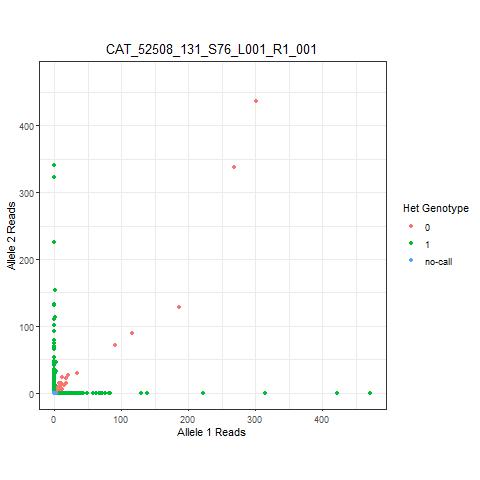 CAT_52508_131_S76_L001_R1_001
400
300
200
100
0
Allele 2 Reads
0 100 200 300 400
Allele 1 Reads
Het Genotype
0
1
no-call